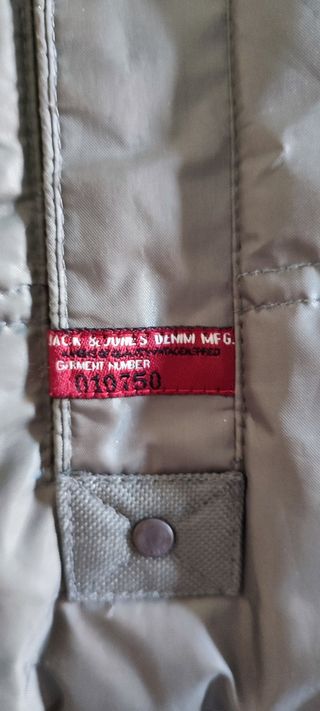 JACK & JONES DENIM MFG.
GARMENT NUMBER
010750